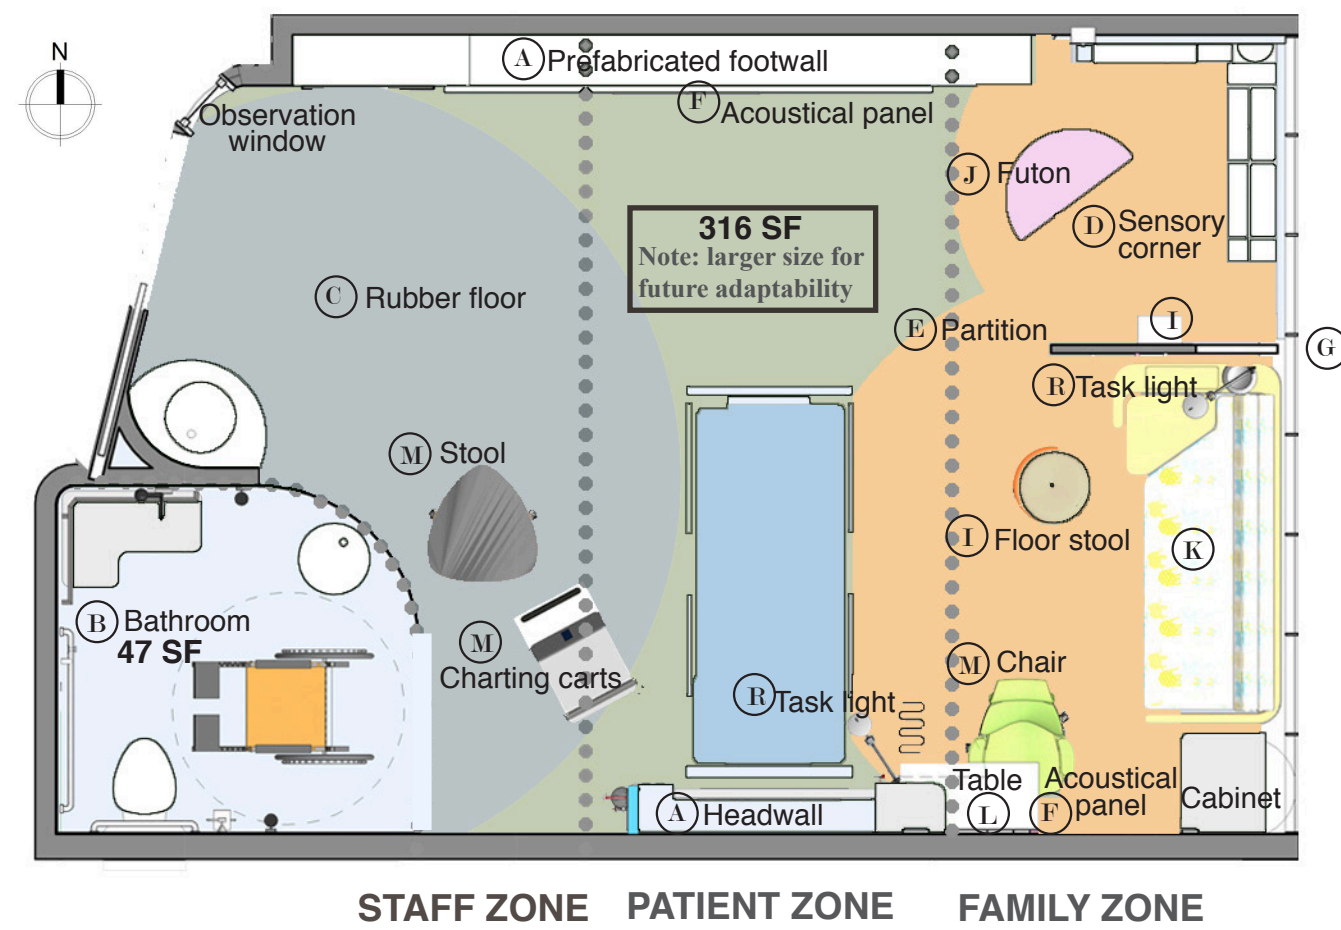 N
A Prefabricated footwall
Observation
window
F Acoustical panel
J Futon
D Sensory
corner
316 SF
Note: larger size for
future adaptability
C Rubber floor
I
E Partition
G
R Task light
M Stool
I Floor stool
K
B Bathroom
47 SF
M
Charting carts
M Chair
R Task light
Table
L
Acoustical
F panel
Cabinet
A Headwall
STAFF ZONE
PATIENT ZONE
FAMILY ZONE